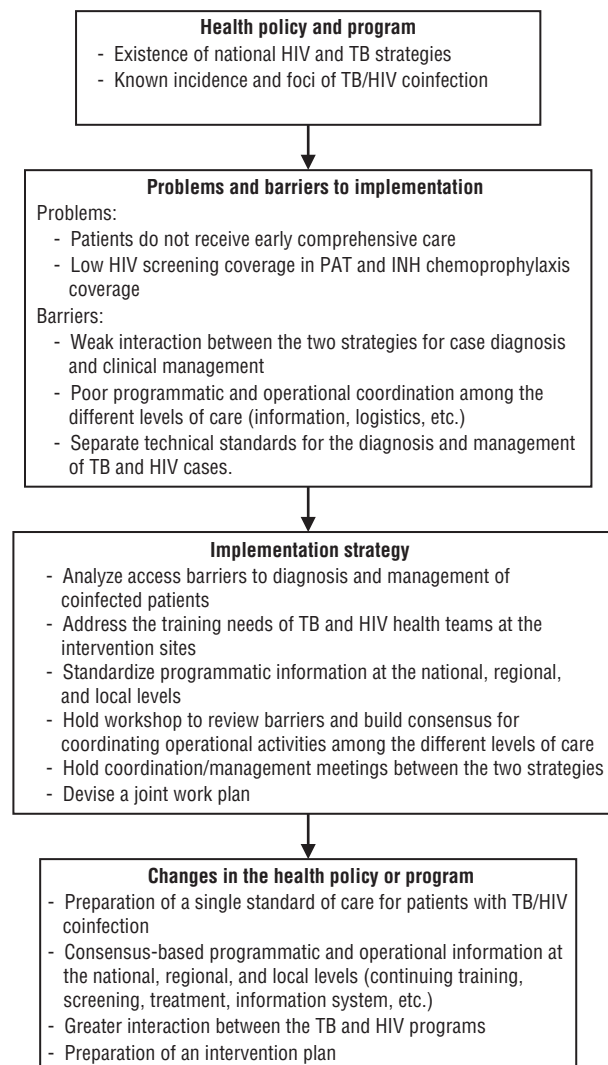 Health policy and program
- Existence of national HIV and TB strategies
- Known incidence and foci of TB/HIV coinfection
Problems and barriers to implementation
Problems:
- Patients do not receive early comprehensive care
- Low HIV screening coverage in PAT and INH chemoprophylaxis
coverage
Barriers:
- Weak interaction between the two strategies for case diagnosis
and clinical management
- Poor programmatic and operational coordination among the
different levels of care (information, logistics, etc.)
- Separate technical standards for the diagnosis and management
of TB and HIV cases.
Implementation strategy
- Analyze access barriers to diagnosis and management of
coinfected patients
- Address the training needs of TB and HIV health teams at the
intervention sites
- Standardize programmatic information at the national, regional,
and local levels
- Hold workshop to review barriers and build consensus for
coordinating operational activities among the different levels of care
- Hold coordination/management meetings between the two strategies
- Devise a joint work plan
Changes in the health policy or program
- Preparation of a single standard of care for patients with TB/HIV
coinfection
- Consensus-based programmatic and operational information at
the national, regional, and local levels (continuing training,
screening, treatment, information system, etc.)
- Greater interaction between the TB and HIV programs
- Preparation of an intervention plan